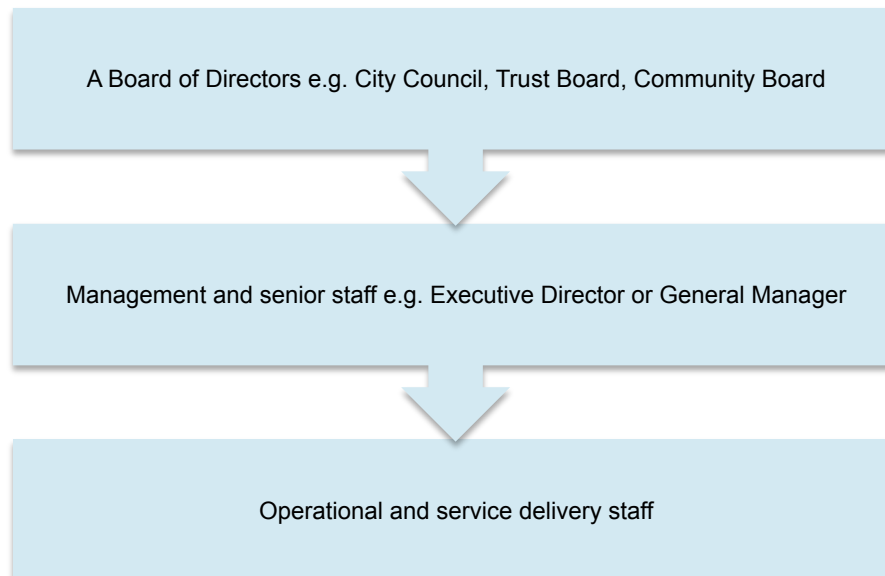 A Board of Directors e.g. City Council, Trust Board, Community Board
Management and senior staff e.g. Executive Director or General Manager
Operational and service delivery staff